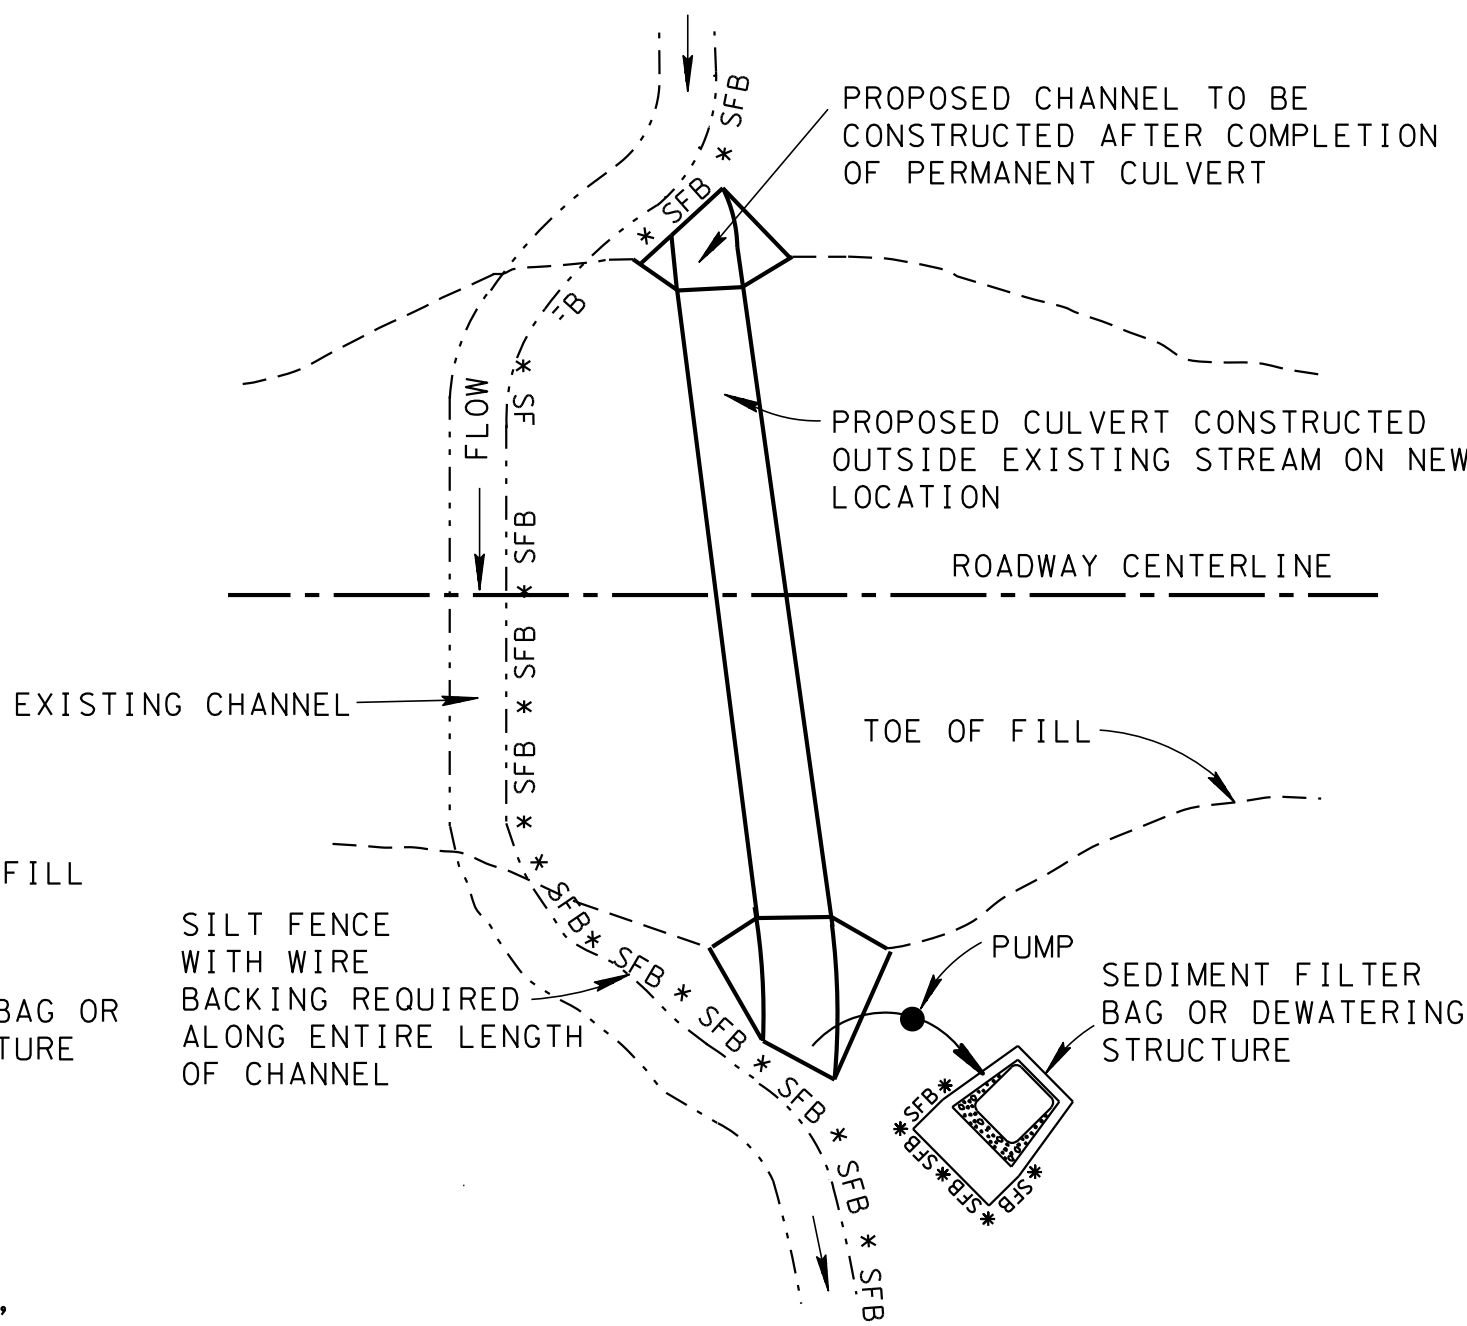 * SFB
PROPOSED CHANNEL TO BE
CONSTRUCTED AFTER COMPLETION
OF PERMANENT CULVERT
* SFB
* SF
FLOW
PROPOSED CULVERT CONSTRUCTED
OUTSIDE EXISTING STREAM ON NEW
LOCATION
* SFB
ROADWAY CENTERLINE
* SFB
EXISTING CHANNEL
* SFB
TOE OF FILL
*
FILL
* SFB
SILT FENCE
WITH WIRE
BACKING REQUIRED
ALONG ENTIRE LENGTH
OF CHANNEL
BAG OR
TURE
* SFB * SFB * SFB * SFB * SFB
PUMP
SEDIMENT FILTER
BAG OR DEWATERING
STRUCTURE
SFB *
* SFB * SFB *
SFB *
,